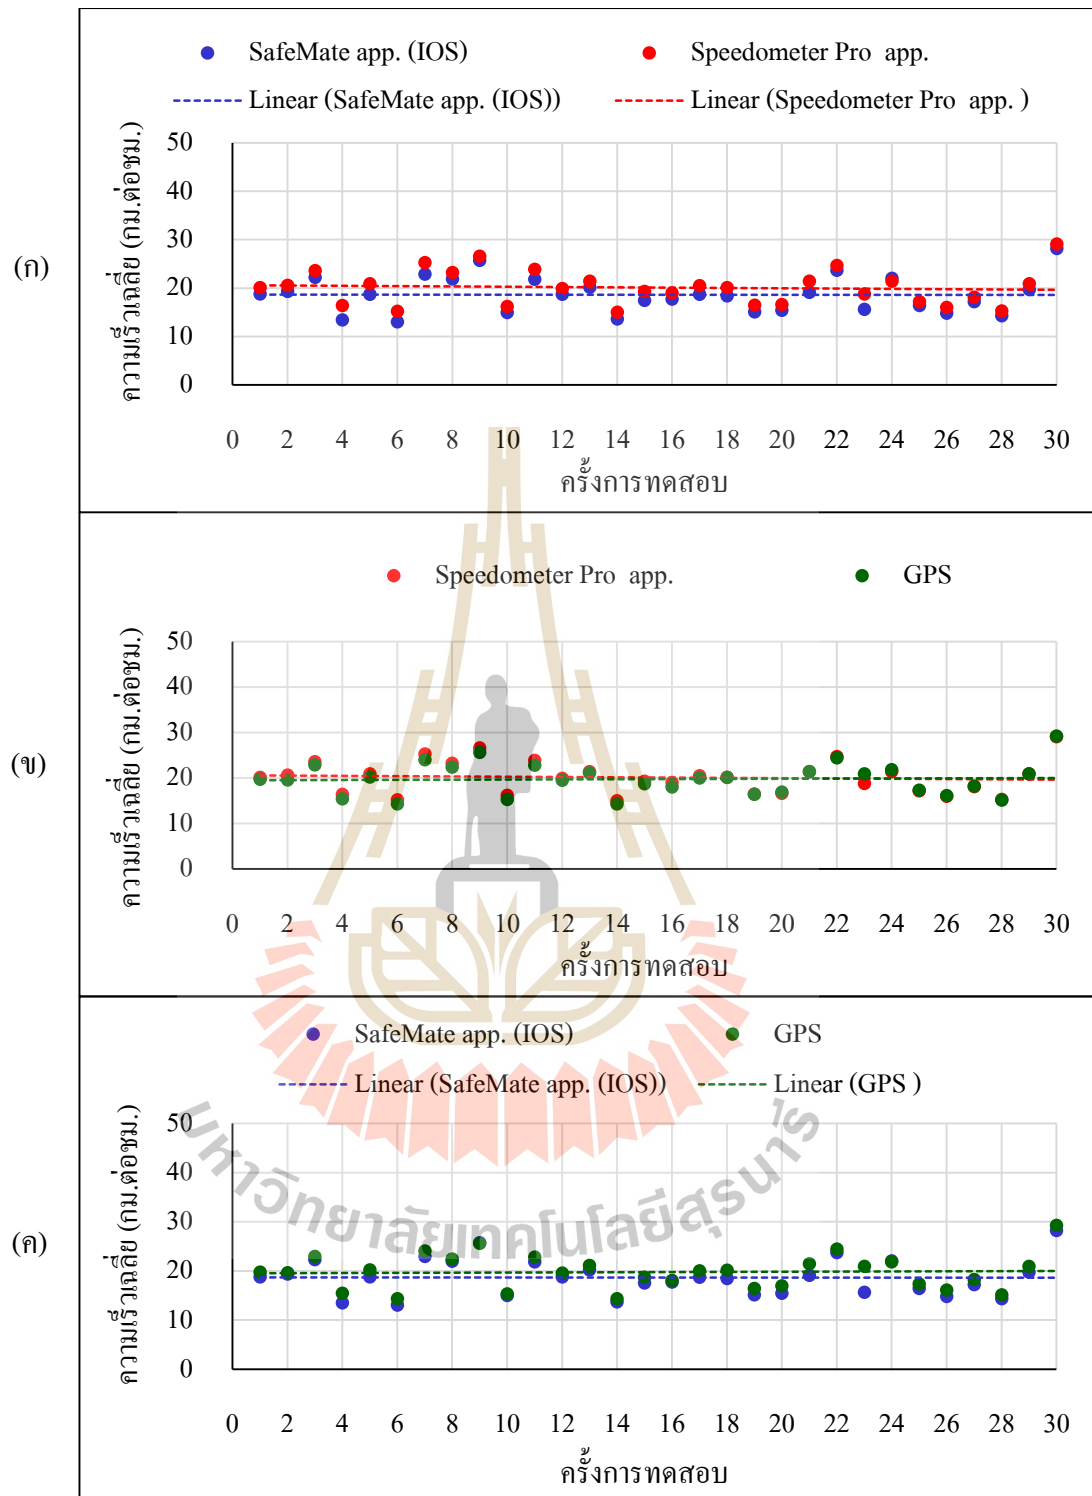 SafeMate app. (IOS) Speedometer Pro app.
Linear (SafeMate app. (IOS)) Linear (Speedometer Pro app. )
(ก)
ความเร็วเฉลี่ย (กม.ต่อชม.)
50
40
30
20
10
0
0 2 4 6 8 10 12 14 16 18 20 22 24 26 28 30
ครั้งการทดสอบ
Speedometer Pro app. GPS
(ข)
ความเร็วเฉลี่ย (กม.ต่อชม.)
50
40
30
20
10
0
0 2 4 6 8 10 12 14 16 18 20 22 24 26 28 30
ครั้งการทดสอบ
SafeMate app. (IOS) GPS
Linear (SafeMate app. (IOS)) Linear (GPS )
(ค)
ความเร็วเฉลี่ย (กม.ต่อชม.)
50
40
30
20
10
0
0 2 4 6 8 10 12 14 16 18 20 22 24 26 28 30
ครั้งการทดสอบ
มหาวิทยาลัยเทคโนโลยีสุรนารี